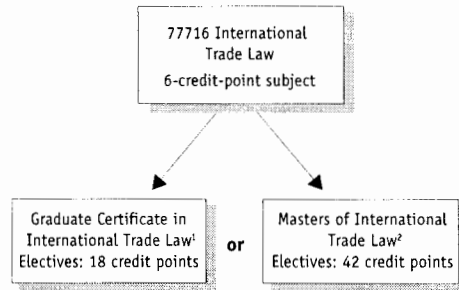 77716 International
Trade Law
6-credit-point subject
Graduate Certificate in
International Trade Law¹
Electives: 18 credit points
or
Masters of International
Trade Law²
Electives: 42 credit points